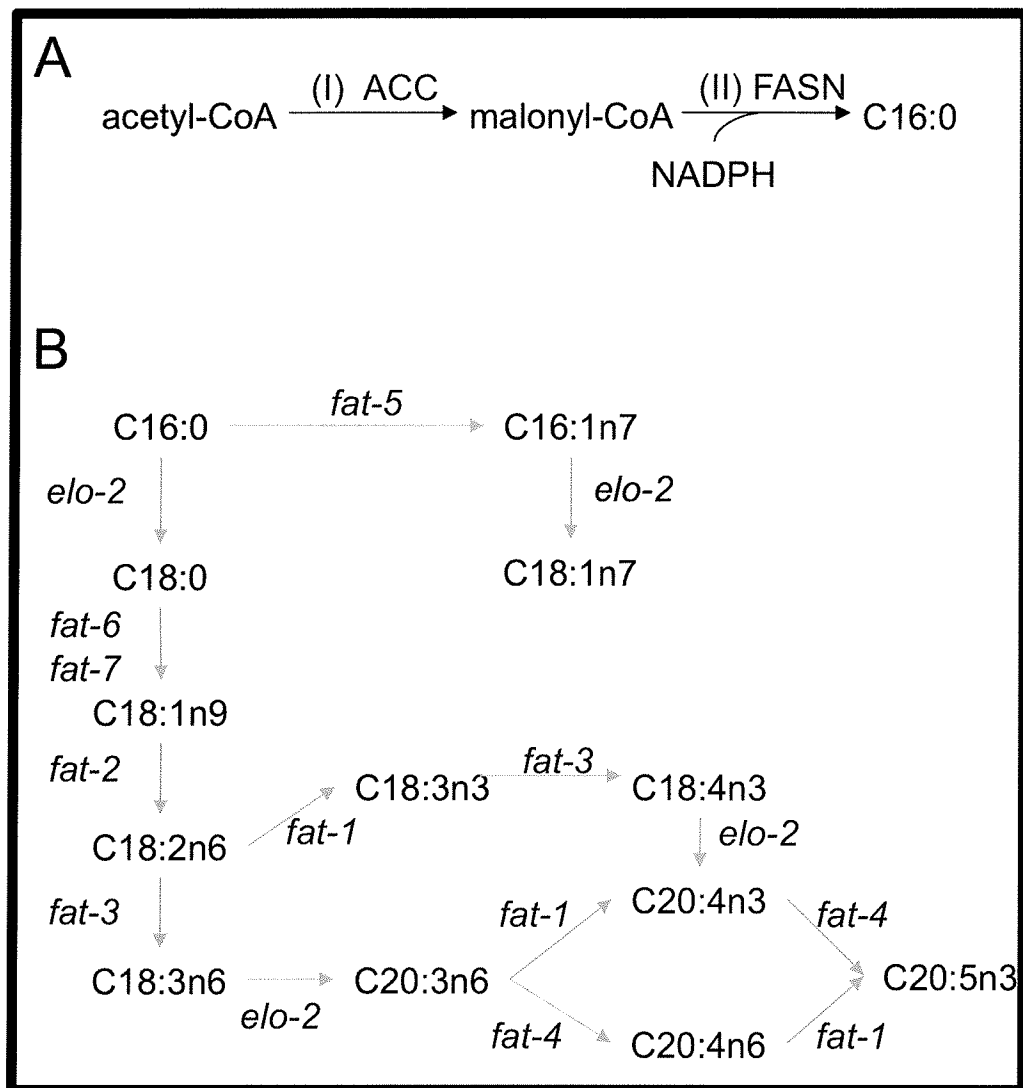 A
(I) ACC
(II) FASN
acetyl-CoA
malonyl-CoA
C16:0
NADPH
B
fat-5
C16:0
C16:1n7
elo-2
elo-2
C18:0
C18:1n7
fat-6
fat-7
C18:1n9
fat-2
fat-3
C18:3n3
C18:4n3
fat-1
elo-2
C18:2n6
fat-3
fat-1
C20:4n3
fat-4
C18:3n6
C20:3n6
C20:5n3
elo-2
fat-4
fat-1
C20:4n6